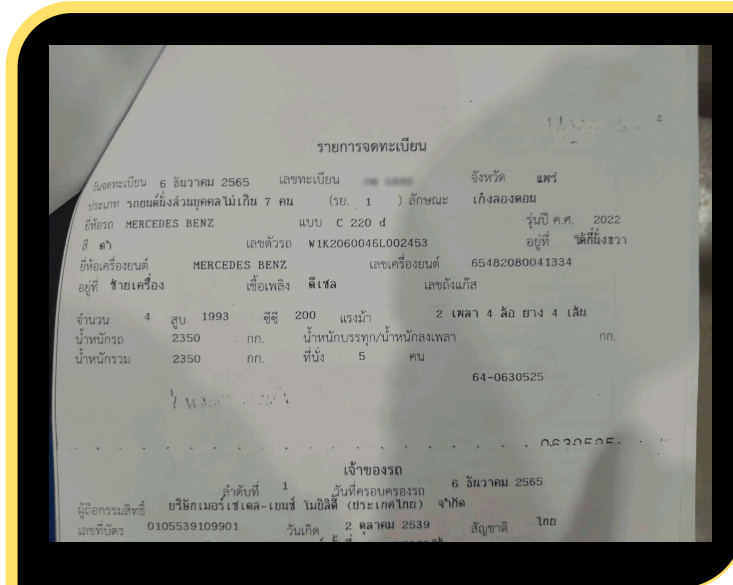 4
รายการจดทะเบียน
วันจดทะเบียน 6 ธันวาคม 2565 เลขทะเบียน จังหวัด แพร่
ประเภท รถยนต์นั่งส่วนบุคคลไม่เกิน 7 คน (รย. 1 ) ลักษณะ เก๋งสองตอน
ยี่ห้อรถ MERCEDES BENZ แบบ C 220 d รุ่นปี ค.ศ. 2022
สี ดำ เลขตัวรถ W1K2060046L002453 อยู่ที่ ใต้ที่นั่งขวา
ยี่ห้อเครื่องยนต์ MERCEDES BENZ เลขเครื่องยนต์ 65482080041334
อยู่ที่ ซ้ายเครื่อง เชื้อเพลิง ดีเซล เลขถังแก๊ส
จำนวน 4 สูบ 1993 ซีซี 200 แรงม้า 2 เพลา 4 ล้อ ยาง 4 เส้น
น้ำหนักรถ 2350 กก. น้ำหนักบรรทุก/น้ำหนักลงเพลา กก.
น้ำหนักรวม 2350 กก. ที่นั่ง 5 คน
64-0630525
0630525
เจ้าของรถ
ลำดับที่ 1 วันที่ครอบครองรถ 6 ธันวาคม 2565
ผู้ถือกรรมสิทธิ์ บริษัทเมอร์เซเดส-เบนซ์ โมบิลิตี้ (ประเทศไทย) จำกัด
เลขที่บัตร 0105539109901 วันเกิด 2 ตุลาคม 2539 สัญชาติ ไทย